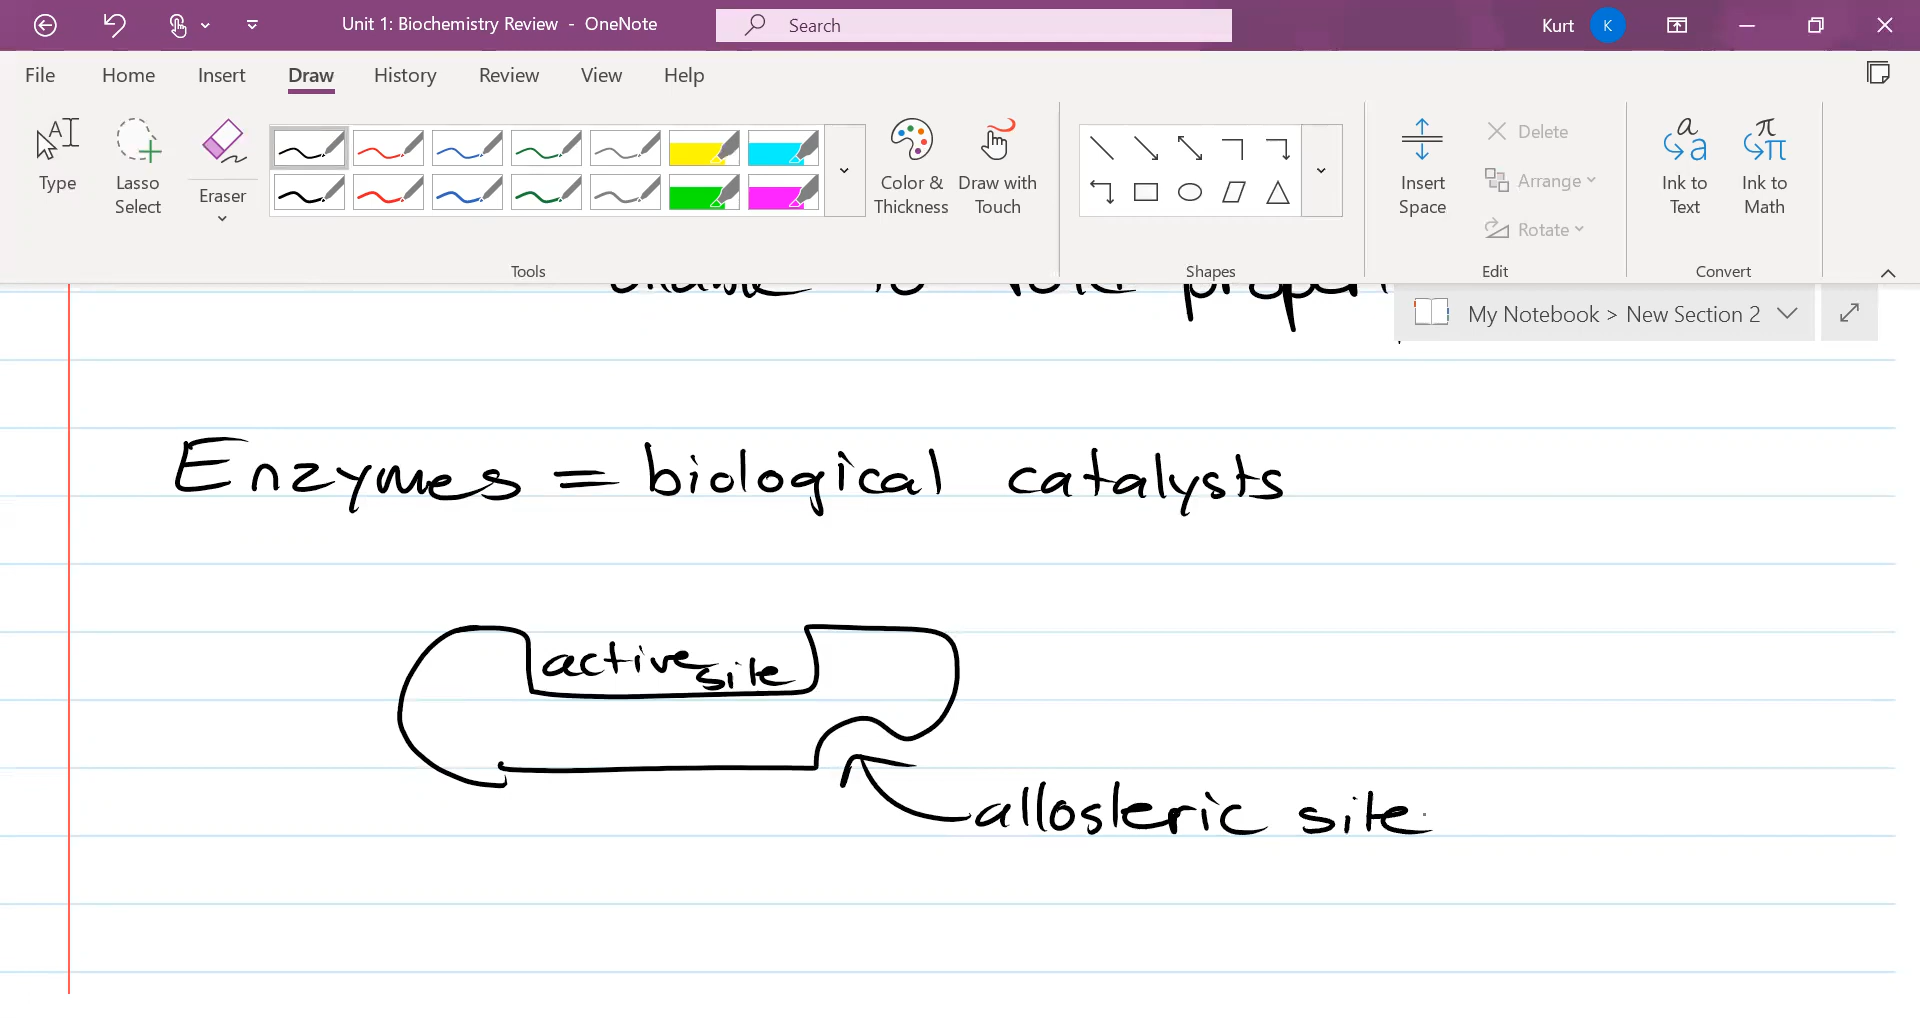 Unit 1: Biochemistry Review - OneNote
Search
Kurt K
File Home Insert Draw History Review View Help
Type
Lasso Select
Eraser
Color & Thickness
Draw with Touch
Insert Space
Delete
Arrange
Rotate
Ink to Text
Ink to Math
Tools
Shapes
Edit
Convert
My Notebook > New Section 2
Enzymes = biological catalysts
active site
allosteric site